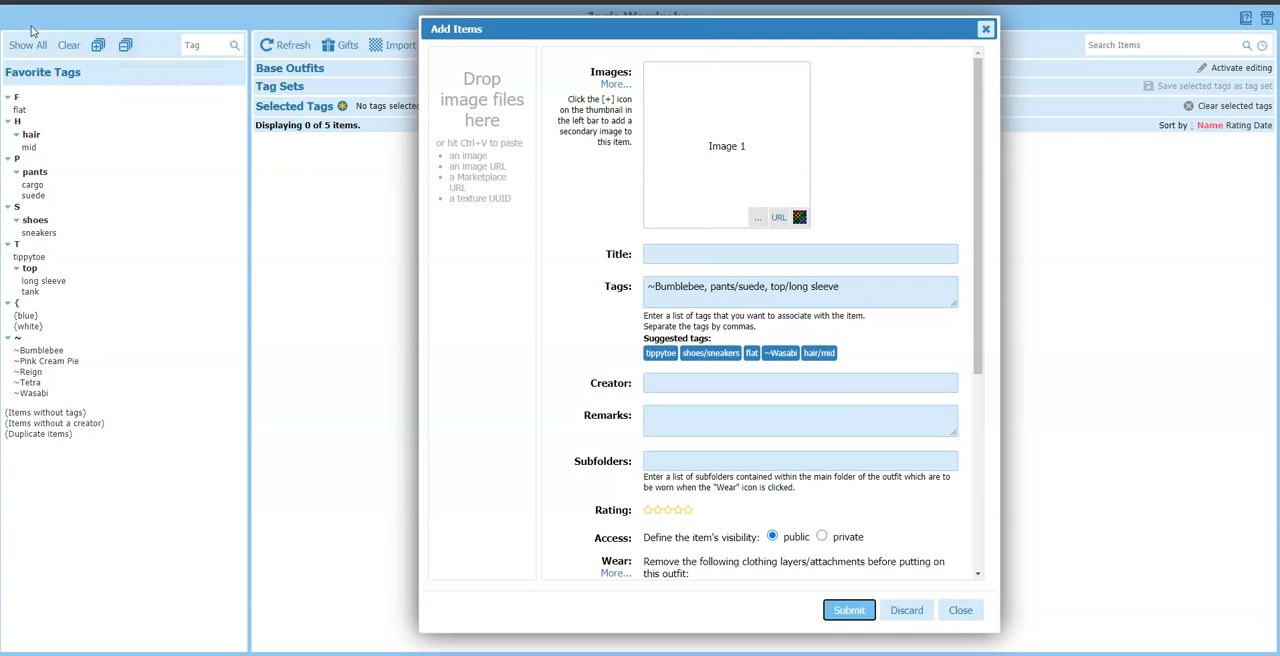 Add Items
Show All Clear
Tag
Refresh Gifts Import
Search Items
Favorite Tags
F
flat
H
hair
mid
P
pants
cargo
suede
S
shoes
sneakers
T
tippytoe
top
long sleeve
tank
{
{blue}
{white}
~
~Bumblebee
~Pink Cream Pie
~Reign
~Tetra
~Wasabi
(Items without tags)
(Items without a creator)
(Duplicate items)
Base Outfits
Activate editing
Tag Sets
Save selected tags as tag set
Selected Tags No tags selected
Clear selected tags
Displaying 0 of 5 items.
Sort by ↓ Name Rating Date
Drop
image files
here
or hit Ctrl+V to paste
an image
an image URL
a Marketplace
URL
a texture UUID
Images:
More...
Click the [+] icon
on the thumbnail in
the left bar to add a
secondary image to
this item.
Image 1
... URL
Title:
Tags: ~Bumblebee, pants/suede, top/long sleeve
Enter a list of tags that you want to associate with the item.
Separate the tags by commas.
Suggested tags:
tippytoe shoes/sneakers flat ~Wasabi hair/mid
Creator:
Remarks:
Subfolders:
Enter a list of subfolders contained within the main folder of the outfit which are to
be worn when the "Wear" icon is clicked.
Rating:
Access: Define the item's visibility: public private
Wear: Remove the following clothing layers/attachments before putting on
More... this outfit:
Submit Discard Close